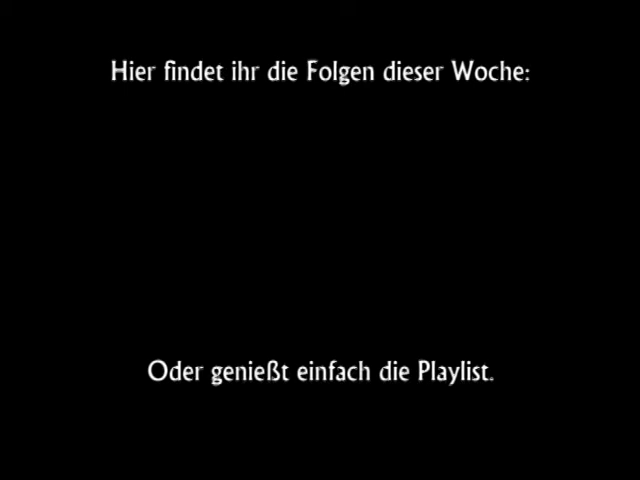 Hier findet ihr die Folgen dieser Woche:
Oder genießt einfach die Playlist.